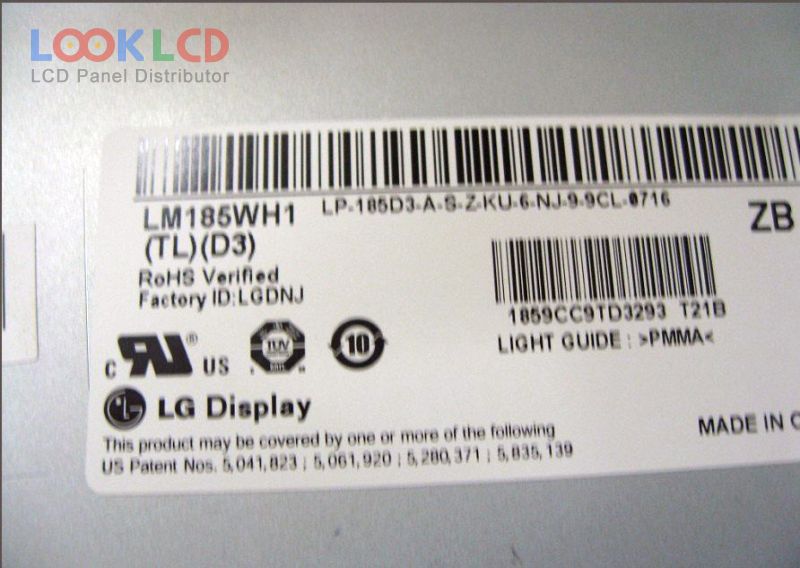 LOOKLCD
LCD Panel Distributor
LP-185D3-A-S-Z-KU-6-NJ-9-9CL-0716
LM185WH1
(TL)(D3)
ZB
RoHS Verified
Factory ID:LGDNJ
1859CC9TD3293 T21B
LIGHT GUIDE : >PMMA<
c RU ® US
TUV
10
LG Display
MADE IN C
This product may be covered by one or more of the following
US Patent Nos. 5,041,823 ; 5,061,920 ; 5,280,371 ; 5,835,139